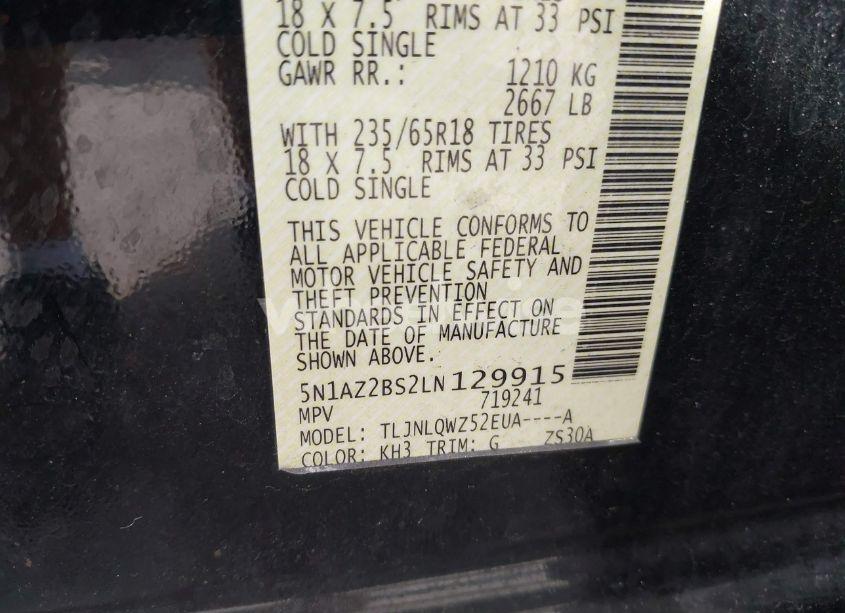 18 X 7.5 RIMS AT 33 PSI
COLD SINGLE
GAWR RR.: 1210 KG
2667 LB
WITH 235/65R18 TIRES
18 X 7.5 RIMS AT 33 PSI
COLD SINGLE
THIS VEHICLE CONFORMS TO
ALL APPLICABLE FEDERAL
MOTOR VEHICLE SAFETY AND
THEFT PREVENTION
STANDARDS IN EFFECT ON
THE DATE OF MANUFACTURE
SHOWN ABOVE.
5N1AZ2BS2LN129915
MPV 719241
MODEL: TLJNLQWZ52EUA----A
COLOR: KH3 TRIM: G ZS30A